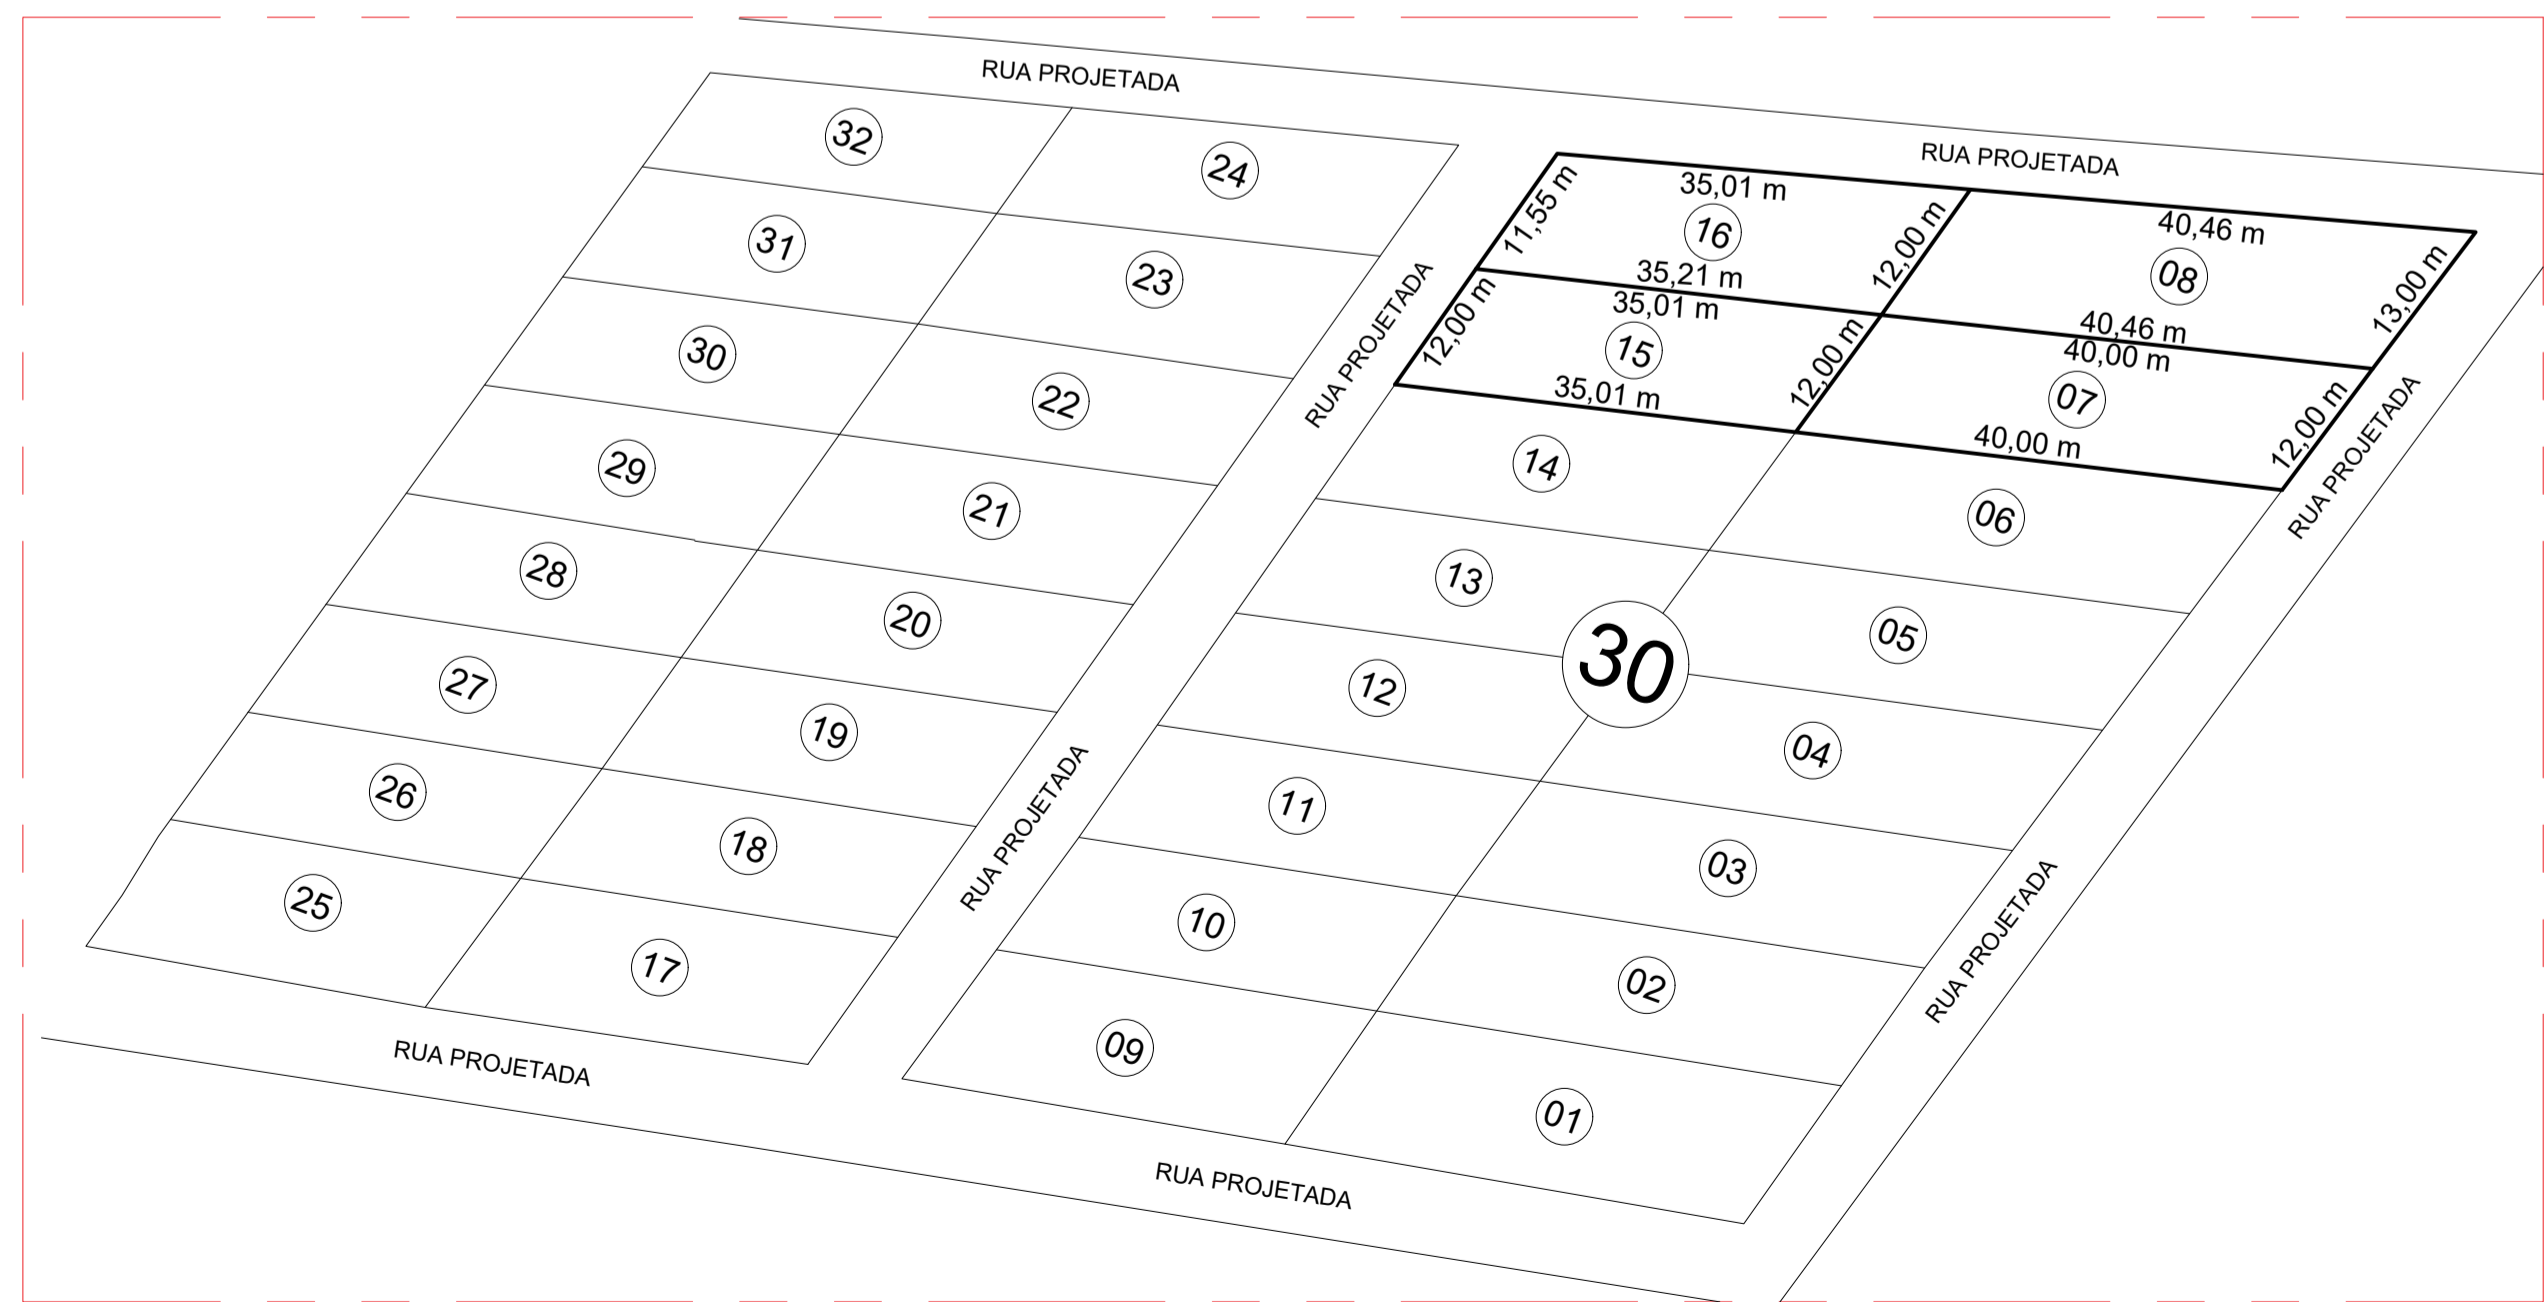 RUA PROJETADA
32
24
31
23
30
22
29
21
28
20
27
19
26
18
25
17
RUA PROJETADA
RUA PROJETADA
RUA PROJETADA
RUA PROJETADA
35,01 m
11,55 m
16
12,00 m
35,21 m
40,46 m
08
13,00 m
40,46 m
35,01 m
12,00 m
15
12,00 m
35,01 m
40,00 m
07
12,00 m
40,00 m
14
06
13
05
30
12
04
11
03
10
02
09
01
RUA PROJETADA
RUA PROJETADA
RUA PROJETADA